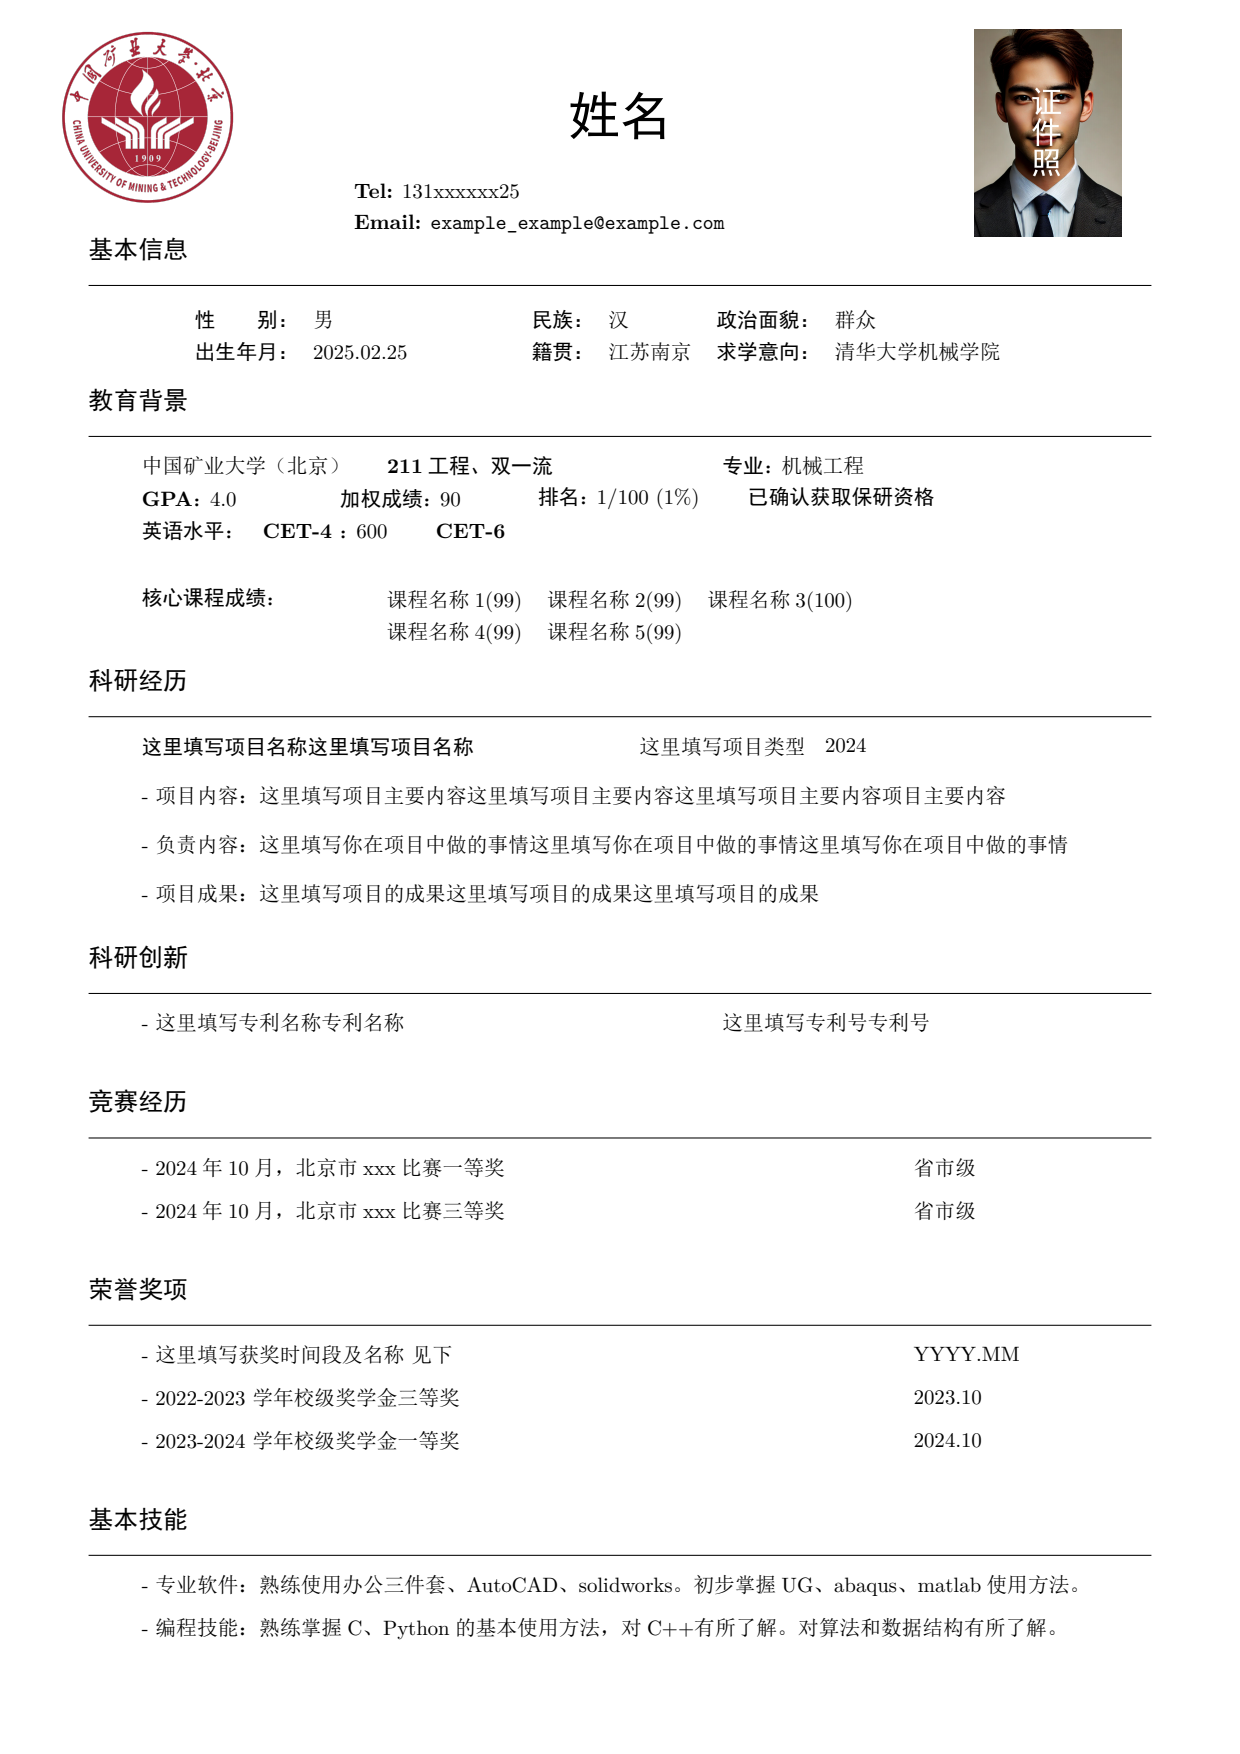 中国矿业大学·北京
CHINA UNIVERSITY OF MINING & TECHNOLOGY-BEIJING
1909
姓名
证件照
Tel: 131xxxxxx25
Email: example_example@example.com
基本信息
性 别： 男 民族： 汉 政治面貌： 群众
出生年月： 2025.02.25 籍贯： 江苏南京 求学意向： 清华大学机械学院
教育背景
中国矿业大学（北京） 211 工程、双一流 专业：机械工程
GPA: 4.0 加权成绩: 90 排名: 1/100 (1%) 已确认获取保研资格
英语水平： CET-4 : 600 CET-6
核心课程成绩: 课程名称 1(99) 课程名称 2(99) 课程名称 3(100)
课程名称 4(99) 课程名称 5(99)
科研经历
这里填写项目名称这里填写项目名称 这里填写项目类型 2024
- 项目内容：这里填写项目主要内容这里填写项目主要内容这里填写项目主要内容项目主要内容
- 负责内容：这里填写你在项目中做的事情这里填写你在项目中做的事情这里填写你在项目中做的事情
- 项目成果：这里填写项目的成果这里填写项目的成果这里填写项目的成果
科研创新
- 这里填写专利名称专利名称 这里填写专利号专利号
竞赛经历
- 2024 年 10 月，北京市 xxx 比赛一等奖 省市级
- 2024 年 10 月，北京市 xxx 比赛三等奖 省市级
荣誉奖项
- 这里填写获奖时间段及名称 见下 YYYY.MM
- 2022-2023 学年校级奖学金三等奖 2023.10
- 2023-2024 学年校级奖学金一等奖 2024.10
基本技能
- 专业软件：熟练使用办公三件套、AutoCAD、solidworks。初步掌握 UG、abaqus、matlab 使用方法。
- 编程技能：熟练掌握 C、Python 的基本使用方法，对 C++有所了解。对算法和数据结构有所了解。